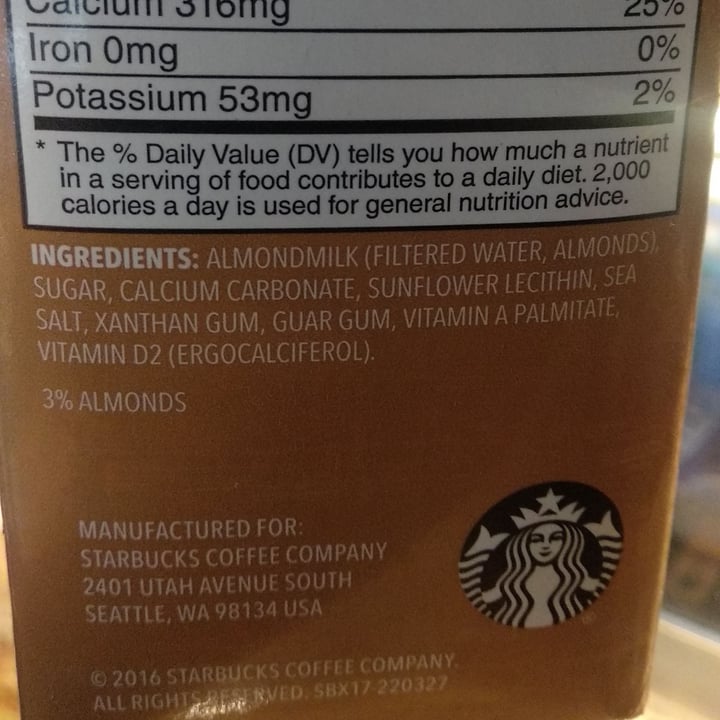 Calcium 316mg 25%
Iron 0mg 0%
Potassium 53mg 2%
* The % Daily Value (DV) tells you how much a nutrient
in a serving of food contributes to a daily diet. 2,000
calories a day is used for general nutrition advice.
INGREDIENTS: ALMONDMILK (FILTERED WATER, ALMONDS),
SUGAR, CALCIUM CARBONATE, SUNFLOWER LECITHIN, SEA
SALT, XANTHAN GUM, GUAR GUM, VITAMIN A PALMITATE,
VITAMIN D2 (ERGOCALCIFEROL).
3% ALMONDS
MANUFACTURED FOR:
STARBUCKS COFFEE COMPANY
2401 UTAH AVENUE SOUTH
SEATTLE, WA 98134 USA
© 2016 STARBUCKS COFFEE COMPANY.
ALL RIGHTS RESERVED. SBX17-220327